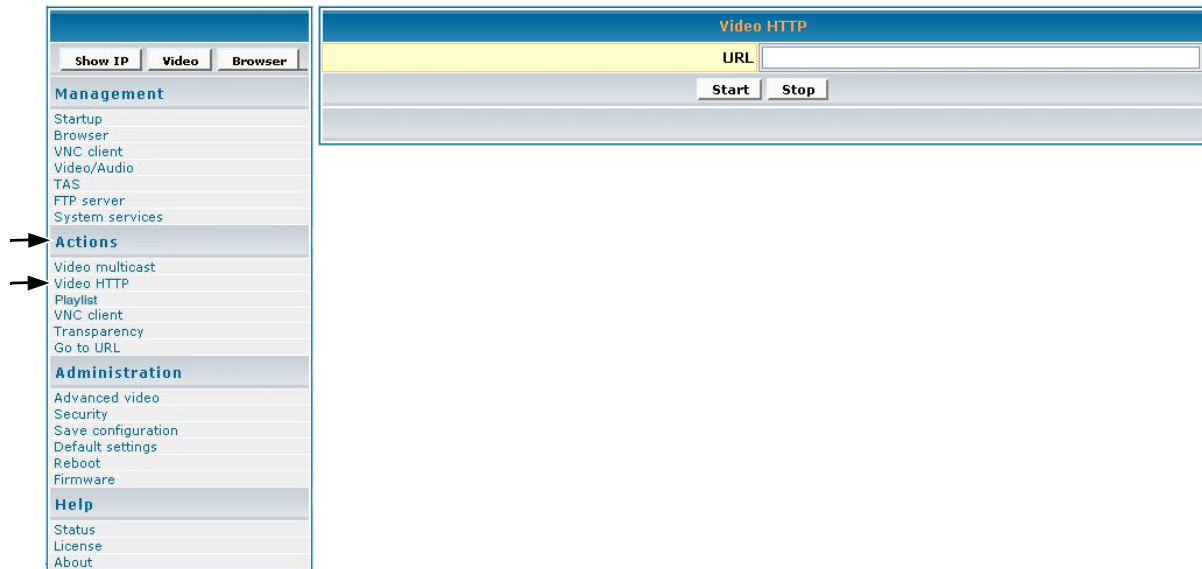 Show IP Video Browser
Management
Startup
Browser
VNC client
Video/Audio
TAS
FTP server
System services
Actions
Video multicast
Video HTTP
Playlist
VNC client
Transparency
Go to URL
Administration
Advanced video
Security
Save configuration
Default settings
Reboot
Firmware
Help
Status
License
About
Video HTTP
URL
Start Stop